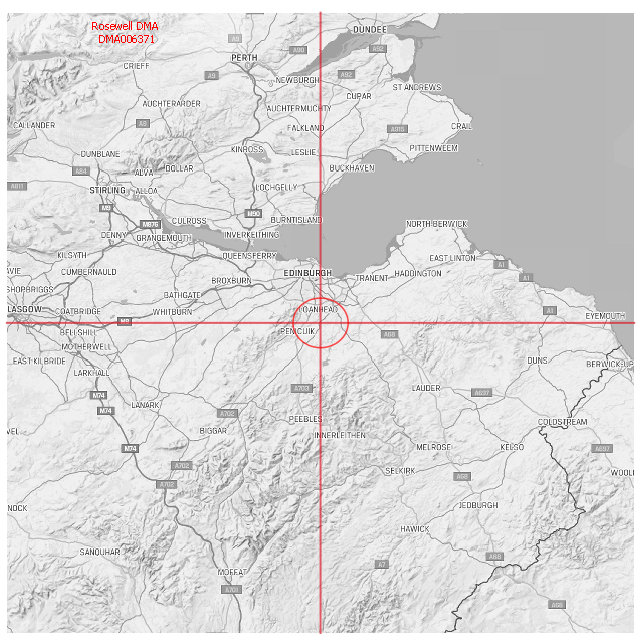 Rosewell DMA
DMA006371
DUNDEE
A92
A9
A90
PERTH
CRIEFF
A9
NEWBURGH
A92
ST ANDREWS
CUPAR
AUCHTERARDER
AUCHTERMUCHTY
CALLANDER
FALKLAND
CRAIL
KINROSS
LESLIE
PITTENWEEM
DUNBLANE
BUCKHAVEN
DOLLAR
A84
ALVA
A811
STIRLING
ALLOA
LOCHGELLY
M9
M90
CULROSS
BURNTISLAND
M876
NORTH BERWICK
DENNY
GRANGEMOUTH
INVERKEITHING
KILSYTH
QUEENSFERRY
EAST LINTON
A1
CUMBERNAULD
EDINBURGH
HADDINGTON
A1
AVIE
BROXBURN
TRANENT
SHOPBRIGGS
BATHGATE
LASGOW
COATBRIDGE
WHITBURN
LOANHEAD
A1
EYEMOUTH
M8
BELLSHILL
PENICUIK
A68
MOTHERWELL
EAST KILBRIDE
DUNS
BERWICK-UP
LARKHALL
A703
LAUDER
A697
M74
M74
LANARK
A702
PEEBLES
COLDSTREAM
VEL
BIGGAR
INNERLEITHEN
M74
MELROSE
KELSO
A697
A702
SELKIRK
A68
WOOL
A702
NOCK
JEDBURGH
HAWICK
SANQUHAR
A68
A7
MOFFAT
A701
A68